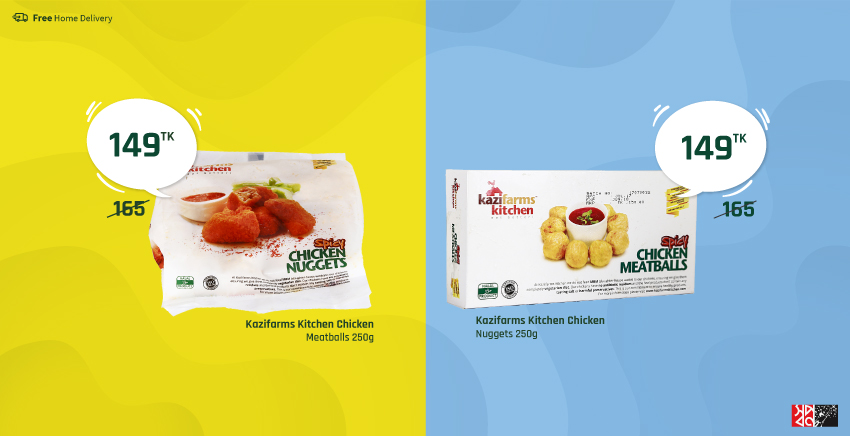 Free Home Delivery
149TK
165
kitchen
Spicy
CHICKEN
NUGGETS
Kazifarms Kitchen Chicken
Meatballs 250g
149TK
165
kazifarms
kitchen
Spicy
CHICKEN
MEATBALLS
Kazifarms Kitchen Chicken
Nuggets 250g